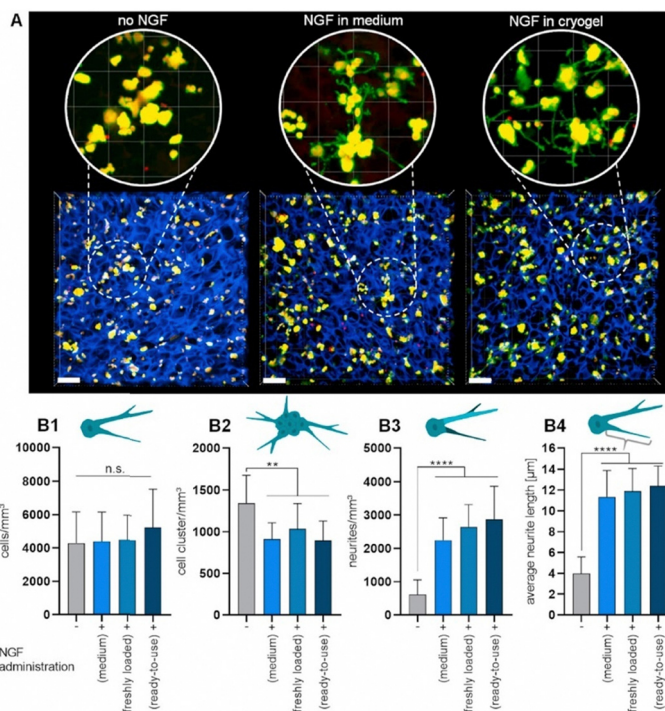 A
no NGF
NGF in medium
NGF in cryogel
B1
cells/mm³
10000
8000
6000
4000
2000
0
n.s.
-
+
+
+
(medium)
freshly loaded)
(ready-to-use)
NGF
administration
B2
cell cluster/mm³
2000
1500
1000
500
0
**
-
+
+
+
(medium)
freshly loaded)
(ready-to-use)
B3
neurites/mm³
5000
4000
3000
2000
1000
0
****
-
+
+
+
(medium)
freshly loaded)
(ready-to-use)
B4
average neurite length [µm]
16
14
12
10
8
6
4
2
0
****
-
+
+
+
(medium)
freshly loaded)
(ready-to-use)